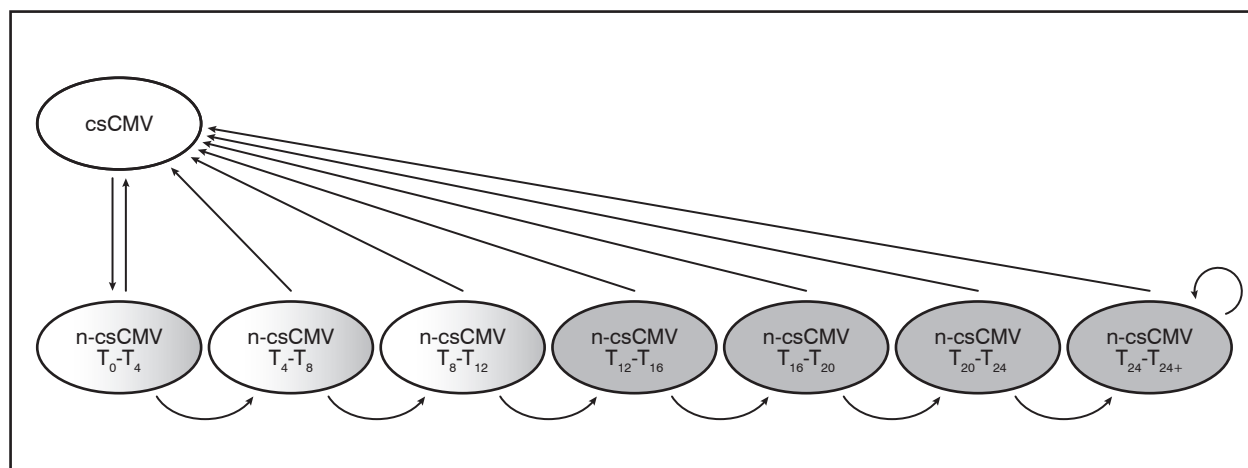 csCMV
n-csCMV
T₀-T₄
n-csCMV
T₄-T₈
n-csCMV
T₈-T₁₂
n-csCMV
T₁₂-T₁₆
n-csCMV
T₁₆-T₂₀
n-csCMV
T₂₀-T₂₄
n-csCMV
T₂₄-T₂₄₊